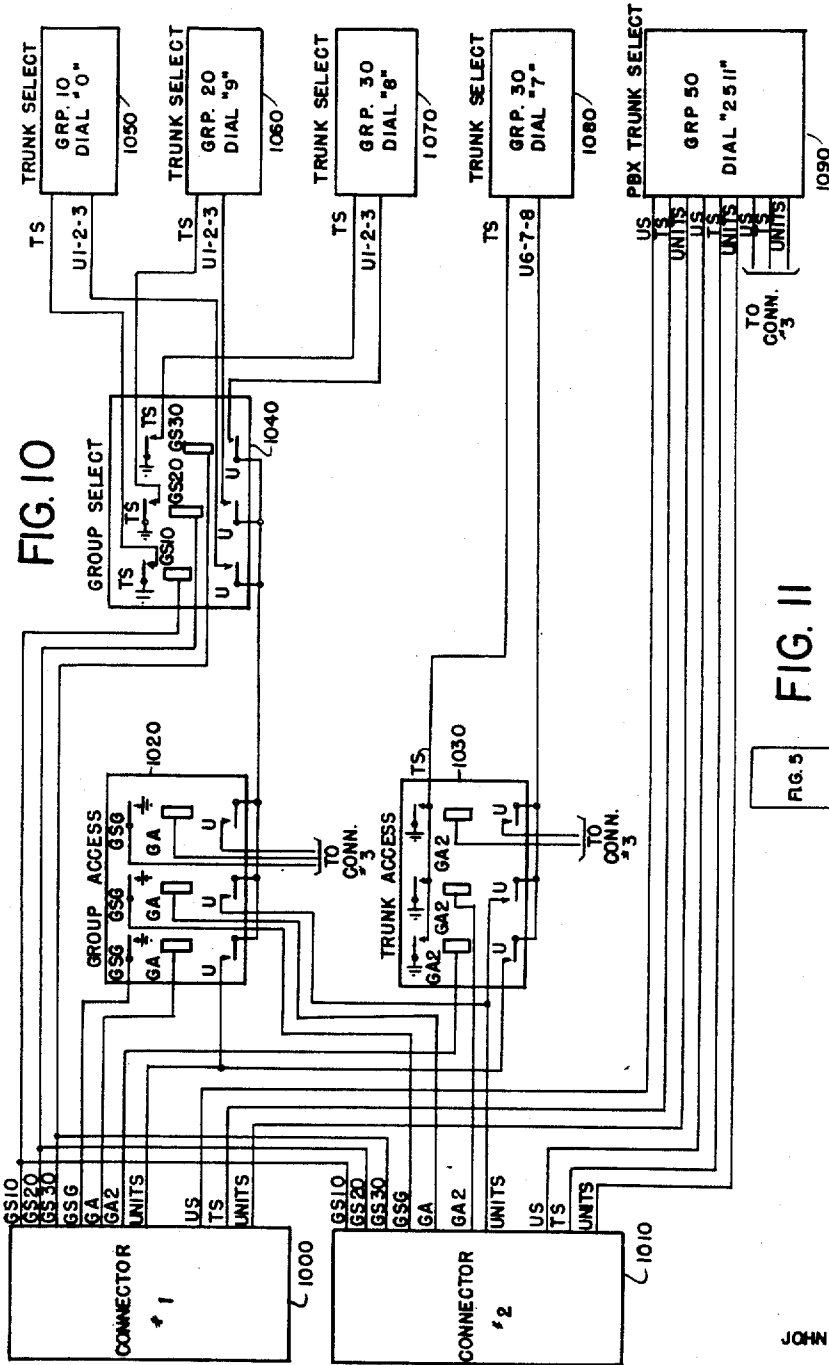 FIG. 10
CONNECTOR
#1
1000
GS10
GS20
GS30
GSG
GA
GA2
UNITS
US
TS
UNITS
CONNECTOR
#2
1010
GS10
GS20
GS30
GSG
GA
GA2
UNITS
US
TS
UNITS
GROUP ACCESS
1020
GSG
GSG
GSG
GA
GA
GA
U
U
U
TO
CONN.
#3
TRUNK ACCESS
1030
TS
GA2
GA2
GA2
U
U
U
TO
CONN.
#3
GROUP SELECT
1040
TS
TS
TS
GS10
GS20
GS30
U
U
U
TRUNK SELECT
GRP. 10
DIAL "0"
1050
TS
U1-2-3
TRUNK SELECT
GRP. 20
DIAL "9"
1060
TS
U1-2-3
TRUNK SELECT
GRP. 30
DIAL "8"
1070
TS
U1-2-3
TRUNK SELECT
GRP. 30
DIAL "7"
1080
TS
U6-7-8
PBX TRUNK SELECT
GRP 50
DIAL "2511"
1090
US
TS
UNITS
US
TS
UNITS
US
TS
UNITS
TO
CONN.
#3
FIG. 11
FIG. 5
JOHN